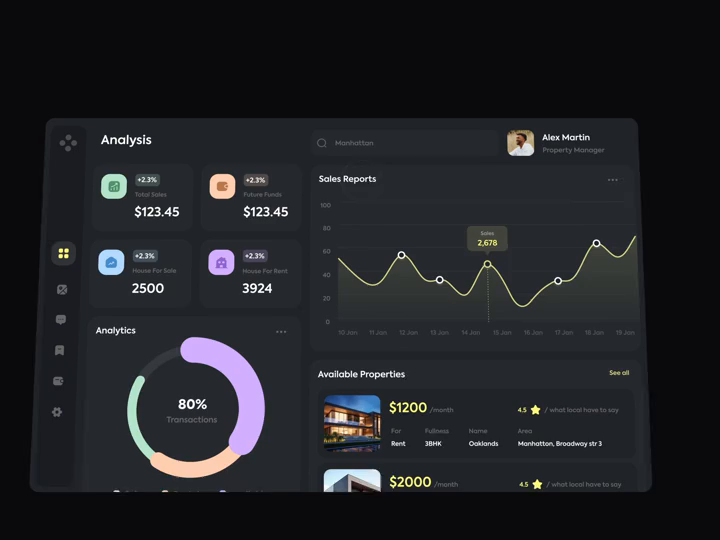 Analysis
Manhattan
Alex Martin
Property Manager
+2.3%
Total Sales
$123.45
+2.3%
Future Funds
$123.45
+2.3%
House For Sale
2500
+2.3%
House For Rent
3924
Sales Reports
100
80
60
40
20
0
Sales
2,678
10 Jan 11 Jan 12 Jan 13 Jan 14 Jan 15 Jan 16 Jan 17 Jan 18 Jan 19 Jan
Analytics
80%
Transactions
Available Properties
See all
$1200 /month
4.5 / what local have to say
For Fullness Name Area
Rent 3BHK Oaklands Manhattan, Broadway str 3
$2000 /month
4.5 / what local have to say